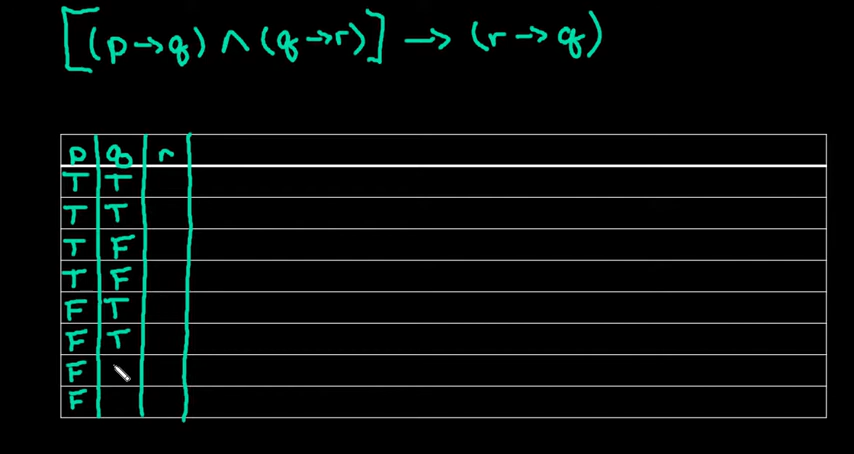 [(p→q) ∧ (q→r)] → (r→q)
p q r
T T
T T
T F
T F
F T
F T
F
F